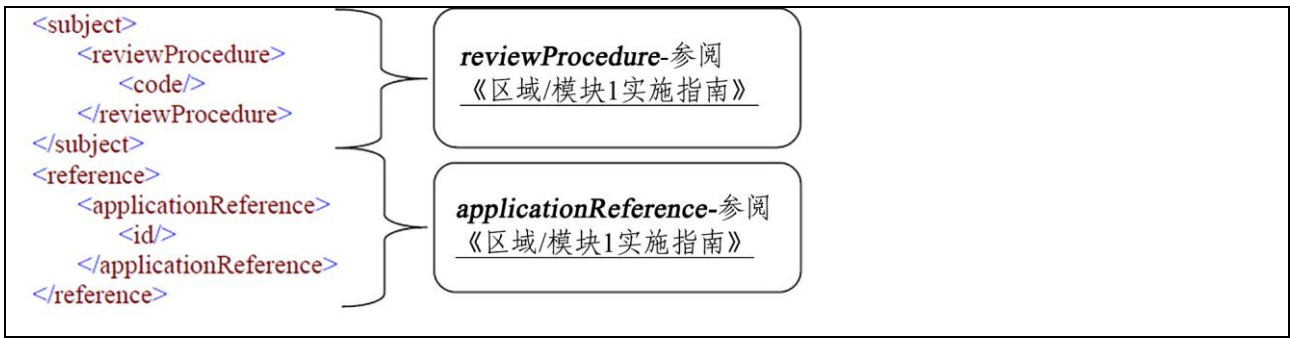 <subject>
<reviewProcedure>
<code/>
</reviewProcedure>
</subject>
<reference>
<applicationReference>
<id/>
</applicationReference>
</reference>
reviewProcedure-参阅
《区域/模块1实施指南》
applicationReference-参阅
《区域/模块1实施指南》